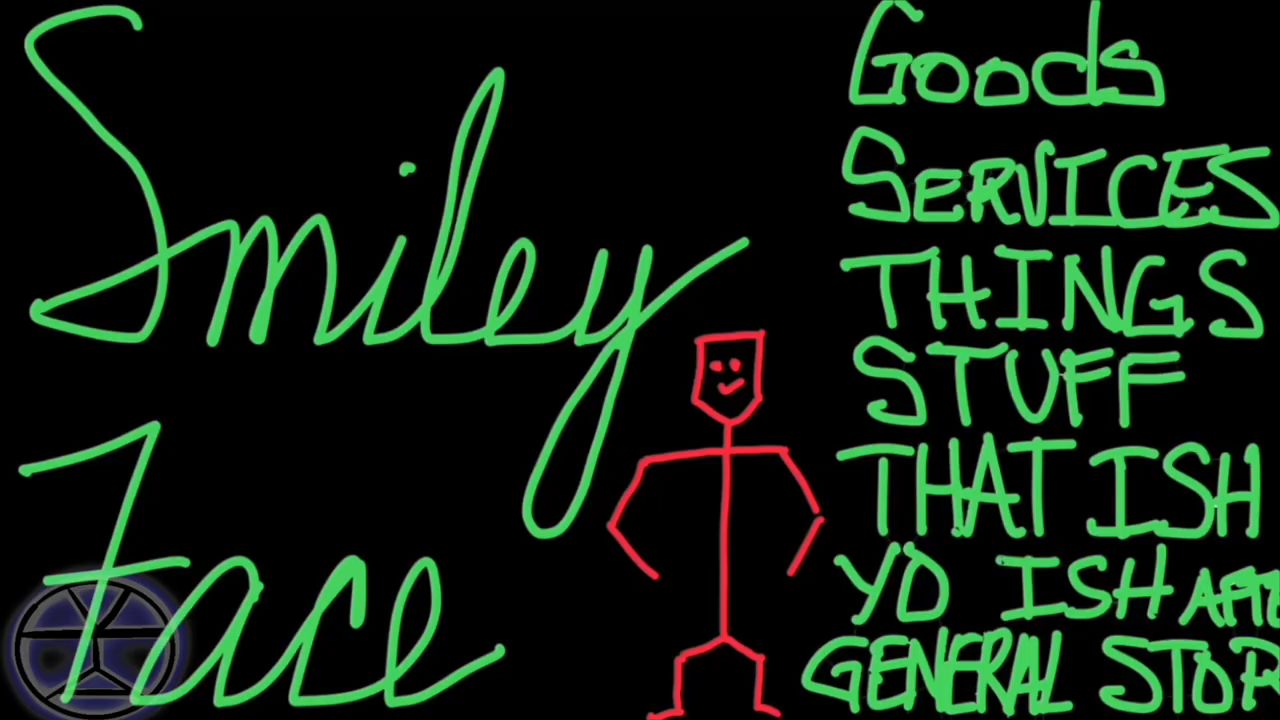 Smiley
Face
Goods
SERVICES
THINGS
STUFF
THAT ISH
YO ISH
GENERAL STOR